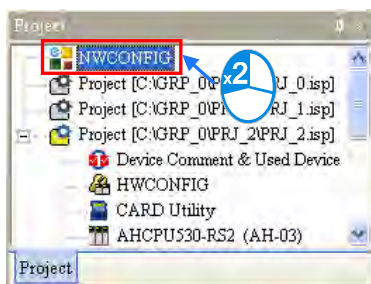 Project
NWCONFIG
x2
Project [C:\GRP_0\P RJ_0.isp]
Project [C:\GRP_0\P RJ_1.isp]
Project [C:\GRP_0\PRJ_2\PRJ_2.isp]
Device Comment & Used Device
HWCONFIG
CARD Utility
AHCPU530-RS2 (AH-03)
Project